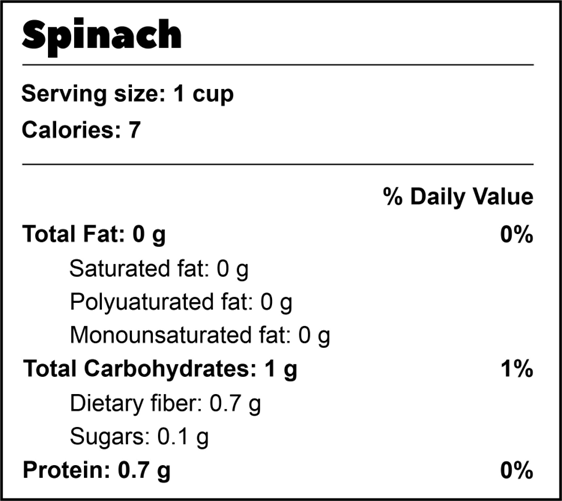 Spinach
Serving size: 1 cup
Calories: 7
% Daily Value
Total Fat: 0 g 0%
Saturated fat: 0 g
Polyuaturated fat: 0 g
Monounsaturated fat: 0 g
Total Carbohydrates: 1 g 1%
Dietary fiber: 0.7 g
Sugars: 0.1 g
Protein: 0.7 g 0%